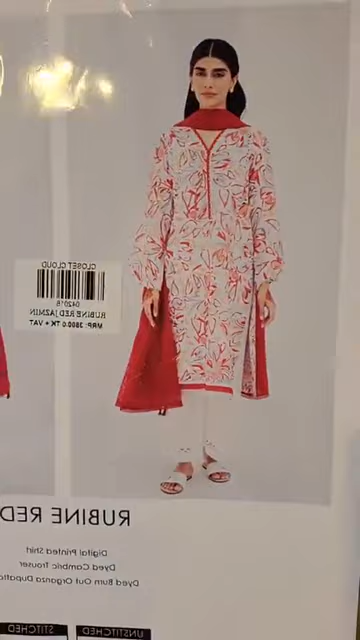 CLOSET CLOUD
042018
RUBINE RED JAZMIN
MRP: 3800.0 TK + VAT
RUBINE RED
Digital Printed Shirt
Dyed Cambric Trouser
Dyed Burn Out Organza Dupatta
UNSTITCHED
STITCHED